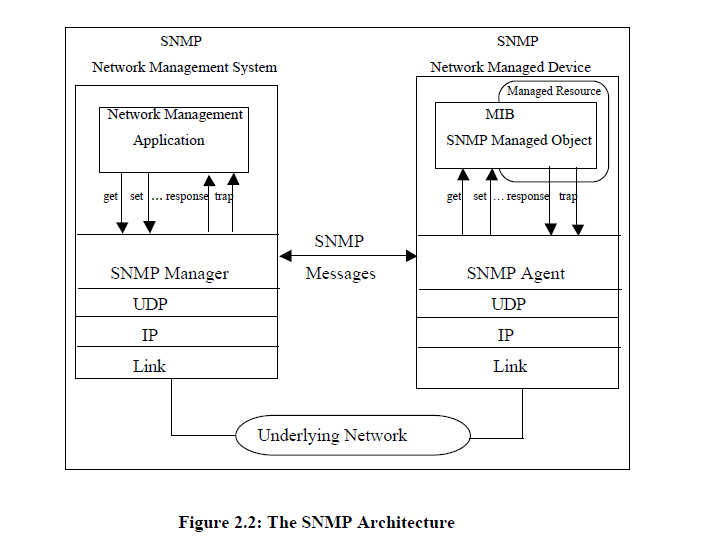 SNMP
Network Management System
SNMP
Network Managed Device
Network Management
Application
get set ... response trap
Managed Resource
MIB
SNMP Managed Object
get set ... response trap
SNMP
Messages
SNMP Manager
UDP
IP
Link
SNMP Agent
UDP
IP
Link
Underlying Network
Figure 2.2: The SNMP Architecture